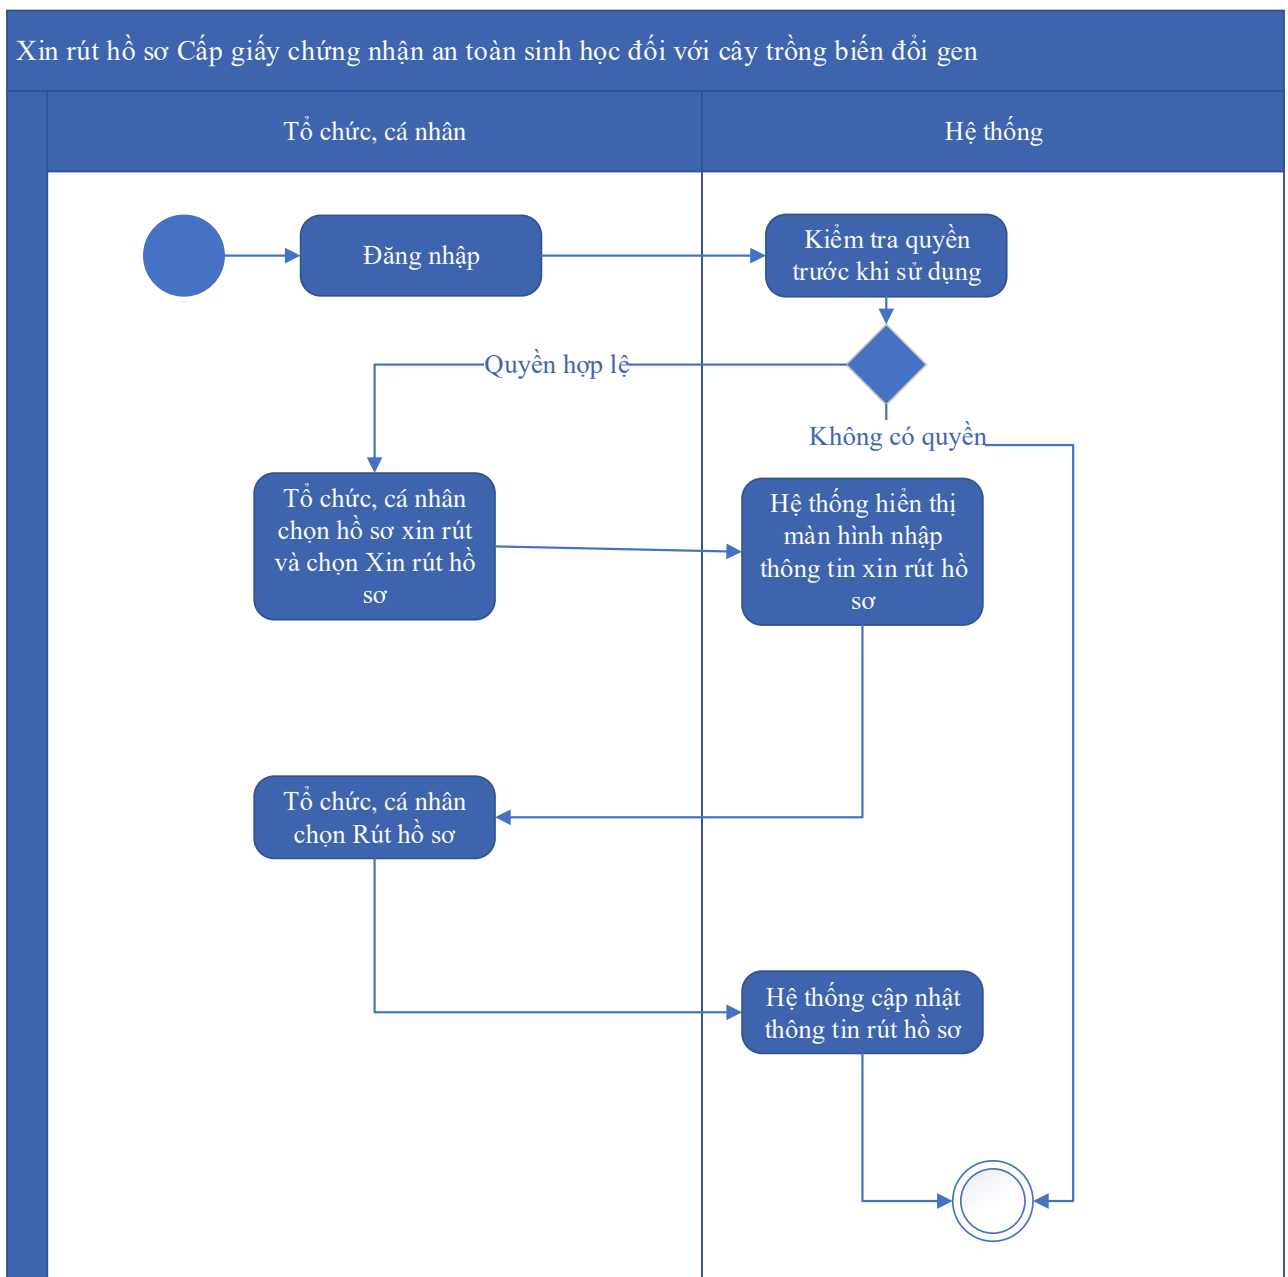 Xin rút hồ sơ Cấp giấy chứng nhận an toàn sinh học đối với cây trồng biến đổi gen
Tổ chức, cá nhân
Hệ thống
Đăng nhập
Kiểm tra quyền
trước khi sử dụng
Quyền hợp lệ
Không có quyền
Tổ chức, cá nhân
chọn hồ sơ xin rút
và chọn Xin rút hồ
sơ
Hệ thống hiển thị
màn hình nhập
thông tin xin rút hồ
sơ
Tổ chức, cá nhân
chọn Rút hồ sơ
Hệ thống cập nhật
thông tin rút hồ sơ